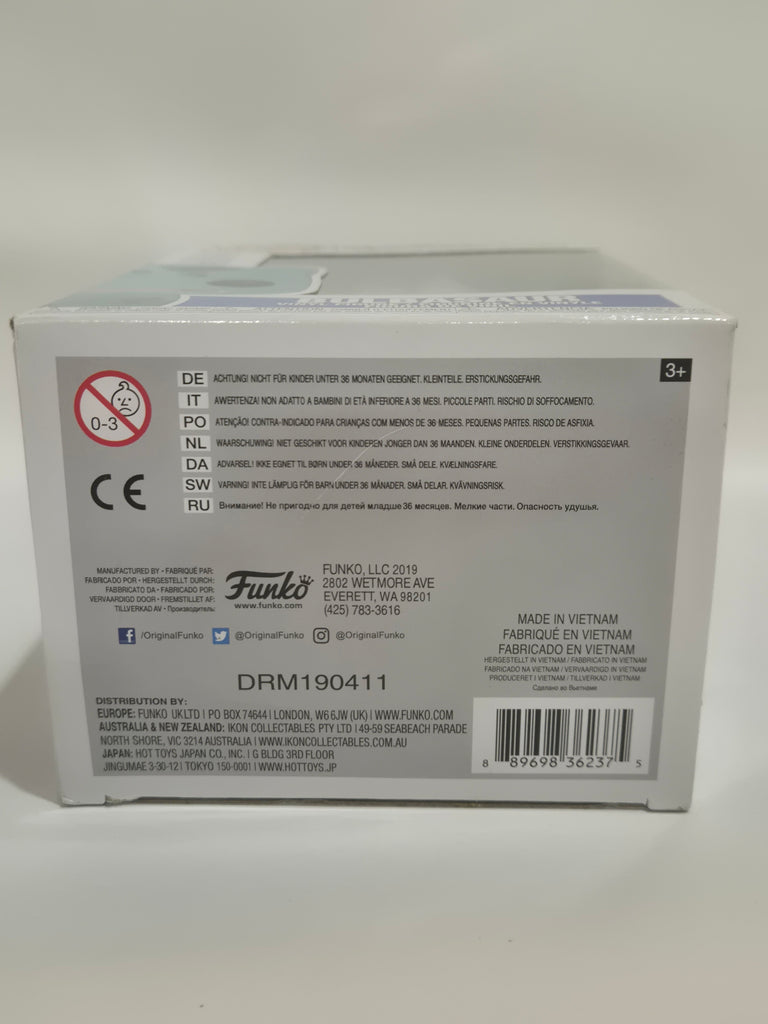 BULBASAUR
3+
0-3
DE ACHTUNG! NICHT FÜR KINDER UNTER 36 MONATEN GEEIGNET. KLEINTEILE. ERSTICKUNGSGEFAHR.
IT AWERTENZA! NON ADATTO A BAMBINI DI ETÀ INFERIORE A 36 MESI. PICCOLE PARTI. RISCHIO DI SOFFOCAMENTO.
PO ATENÇÃO! CONTRA-INDICADO PARA CRIANÇAS COM MENOS DE 36 MESES. PEQUENAS PARTES. RISCO DE ASFIXIA.
NL WAARSCHUWING! NIET GESCHIKT VOOR KINDEREN JONGER DAN 36 MAANDEN. KLEINE ONDERDELEN. VERSTIKKINGSGEVAAR.
DA ADVARSEL! IKKE EGNET TIL BØRN UNDER 36 MÅNEDER. SMÅ DELE. KVÆLNINGSFARE.
SW VARNING! INTE LÄMPLIG FÖR BARN UNDER 36 MÅNADER. SMÅ DELAR. KVÄVNINGSRISK.
RU Внимание! Не пригодно для детей младше 36 месяцев. Мелкие части. Опасность удушья.
CE
MANUFACTURED BY • FABRIQUÉ PAR:
FABRICADO POR • HERGESTELLT DURCH:
FABBRICATO DA • FABRICADO POR:
VERVAARDIGD DOOR • FREMSTILLET AF:
TILLVERKAD AV • Производитель:
Funko
www.funko.com
FUNKO, LLC 2019
2802 WETMORE AVE
EVERETT, WA 98201
(425) 783-3616
/OriginalFunko @OriginalFunko @OriginalFunko
MADE IN VIETNAM
FABRIQUÉ EN VIETNAM
FABRICADO EN VIETNAM
HERGESTELLT IN VIETNAM / FABBRICATO IN VIETNAM
FABRICADO NA VIETNAM / VERVAARDIGD IN VIETNAM
PRODUCERET I VIETNAM / TILLVERKAD I VIETNAM
Сделано во Вьетнаме
DRM190411
DISTRIBUTION BY:
EUROPE: FUNKO UK LTD | PO BOX 74644 | LONDON, W6 6JW (UK) | WWW.FUNKO.COM
AUSTRALIA & NEW ZEALAND: IKON COLLECTABLES PTY LTD | 49-59 SEABEACH PARADE
NORTH SHORE, VIC 3214 AUSTRALIA | WWW.IKONCOLLECTABLES.COM.AU
JAPAN: HOT TOYS JAPAN CO., INC. | G BLDG 3RD FLOOR
JINGUMAE 3-30-12 | TOKYO 150-0001 | WWW.HOTTOYS.JP
8 89698 36237 5